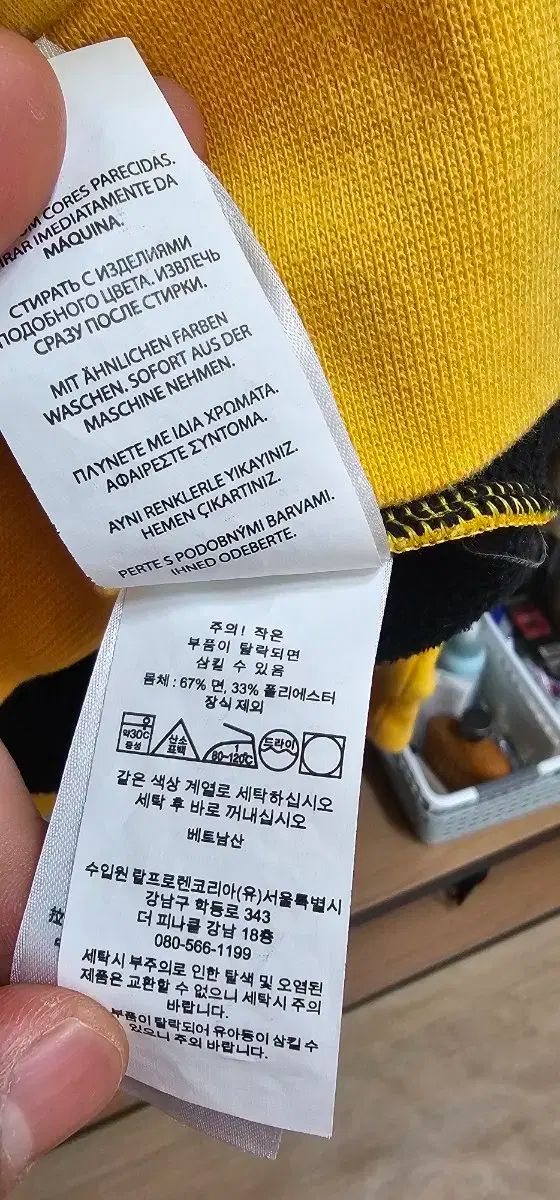 COM CORES PARECIDAS.
IMEDIATAMENTE DA
MÁQUINA.
СТИРАТЬ С ИЗДЕЛИЯМИ
ПОДОБНОГО ЦВЕТА. ИЗВЛЕЧЬ
СРАЗУ ПОСЛЕ СТИРКИ.
MIT ÄHNLICHEN FARBEN
WASCHEN. SOFORT AUS DER
MASCHINE NEHMEN.
ΠΛΥΝΕΤΕ ΜΕ ΙΔΙΑ ΧΡΩΜΑΤΑ.
ΑΦΑΙΡΕΣΤΕ ΣΥΝΤΟΜΑ.
AYNI RENKLERLE YIKAYINIZ.
HEMEN ÇIKARTINIZ.
PERTE S PODOBNÝMI BARVAMI.
IHNED ODEBERTE.
주의! 작은
부품이 탈락되면
삼킬 수 있음
몸체 : 67% 면, 33% 폴리에스터
장식 제외
약30℃
중성
산소
표백
1
80~120℃
드라이
같은 색상 계열로 세탁하십시오
세탁 후 바로 꺼내십시오
베트남산
수입원 랄프로렌코리아(유)서울특별시
강남구 학동로 343
더 피나클 강남 18층
080-566-1199
세탁시 부주의로 인한 탈색 및 오염된
제품은 교환할 수 없으니 세탁시 주의
바랍니다.
부품이 탈락되어 유아등이 삼킬 수
있으니 주의 바랍니다.
拉